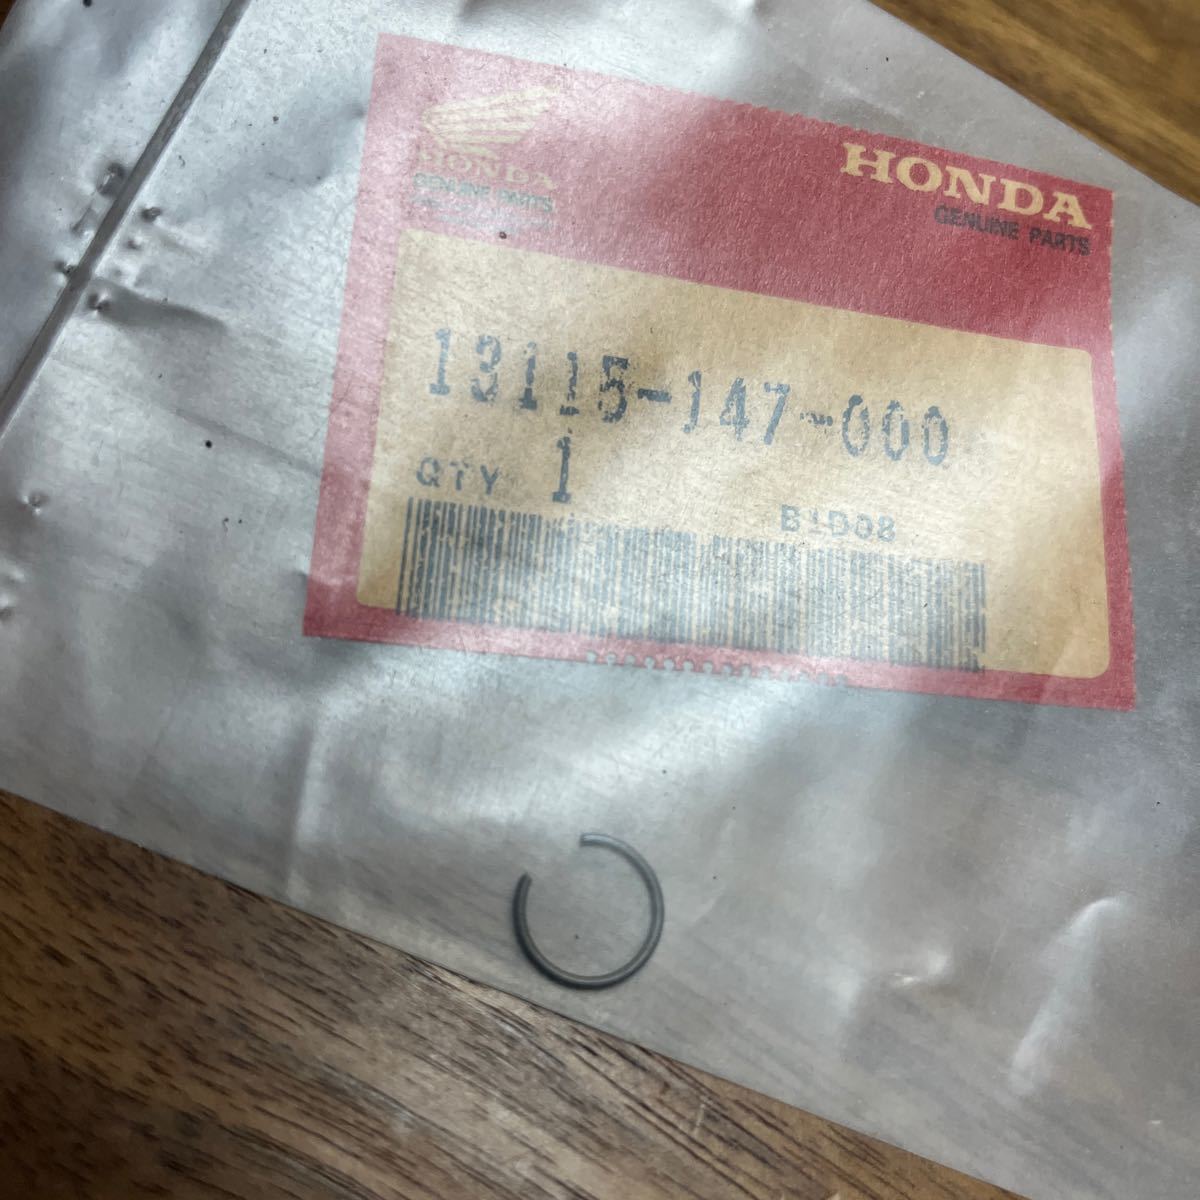 HONDA
GENUINE PARTS
HONDA
GENUINE PARTS
13115-147-000
QTY 1
B1D08